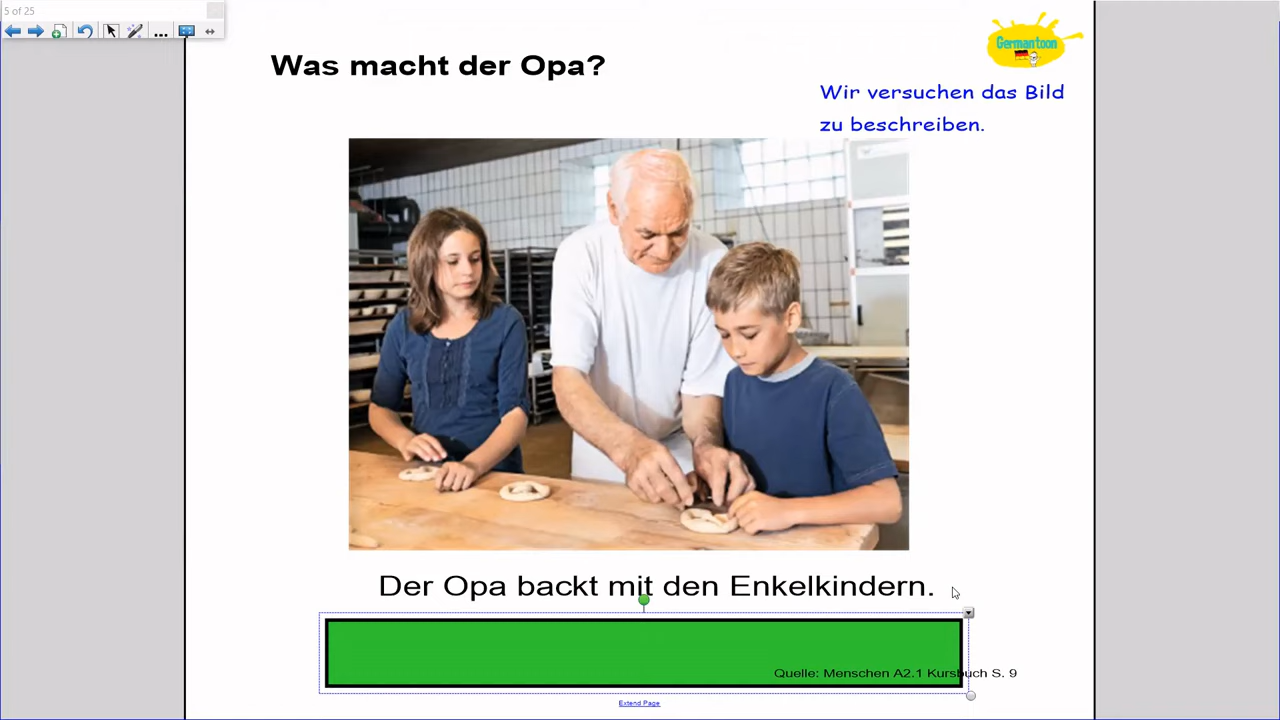 5 of 25
Was macht der Opa?
Germantoon
Wir versuchen das Bild
zu beschreiben.
Der Opa backt mit den Enkelkindern.
Quelle: Menschen A2.1 Kursbuch S. 9
Extend Page